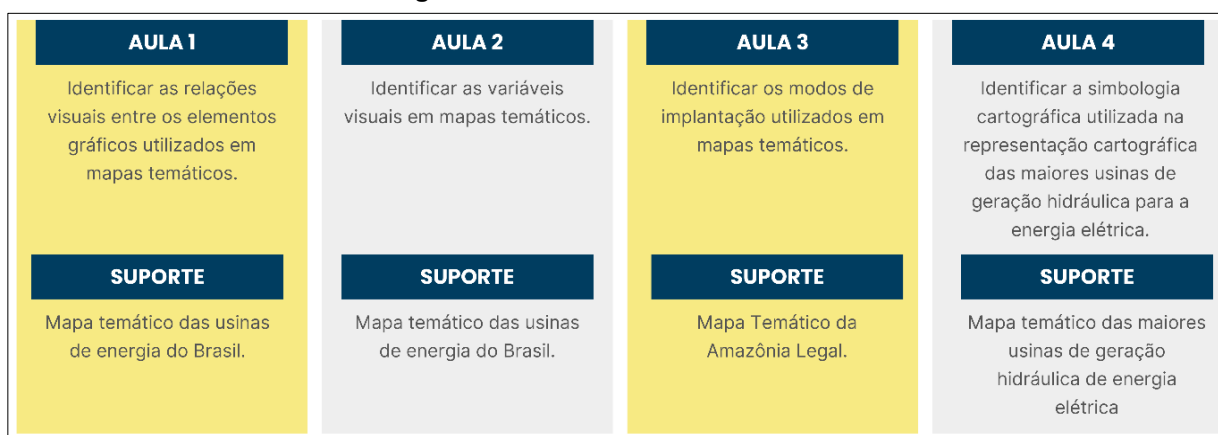 AULA 1
Identificar as relações
visuais entre os elementos
gráficos utilizados em
mapas temáticos.
SUPORTE
Mapa temático das usinas
de energia do Brasil.
AULA 2
Identificar as variáveis
visuais em mapas temáticos.
SUPORTE
Mapa temático das usinas
de energia do Brasil.
AULA 3
Identificar os modos de
implantação utilizados em
mapas temáticos.
SUPORTE
Mapa Temático da
Amazônia Legal.
AULA 4
Identificar a simbologia
cartográfica utilizada na
representação cartográfica
das maiores usinas de
geração hidráulica para a
energia elétrica.
SUPORTE
Mapa temático das maiores
usinas de geração
hidráulica de energia
elétrica